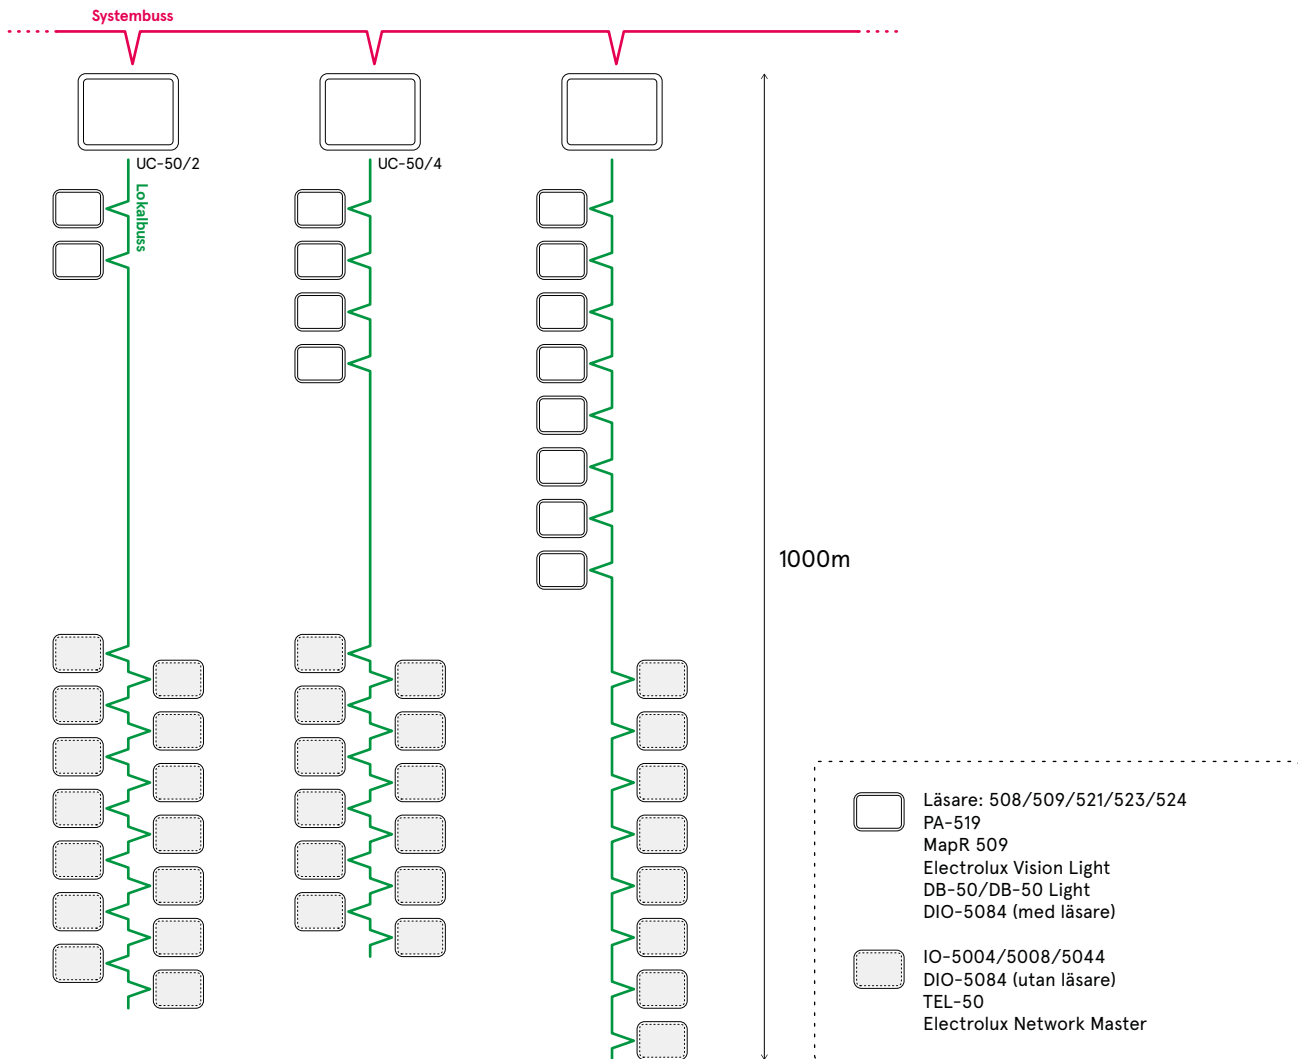 Systembuss
UC-50/2
UC-50/4
Lokalbuss
1000m
Läsare: 508/509/521/523/524
PA-519
MapR 509
Electrolux Vision Light
DB-50/DB-50 Light
DIO-5084 (med läsare)
IO-5004/5008/5044
DIO-5084 (utan läsare)
TEL-50
Electrolux Network Master